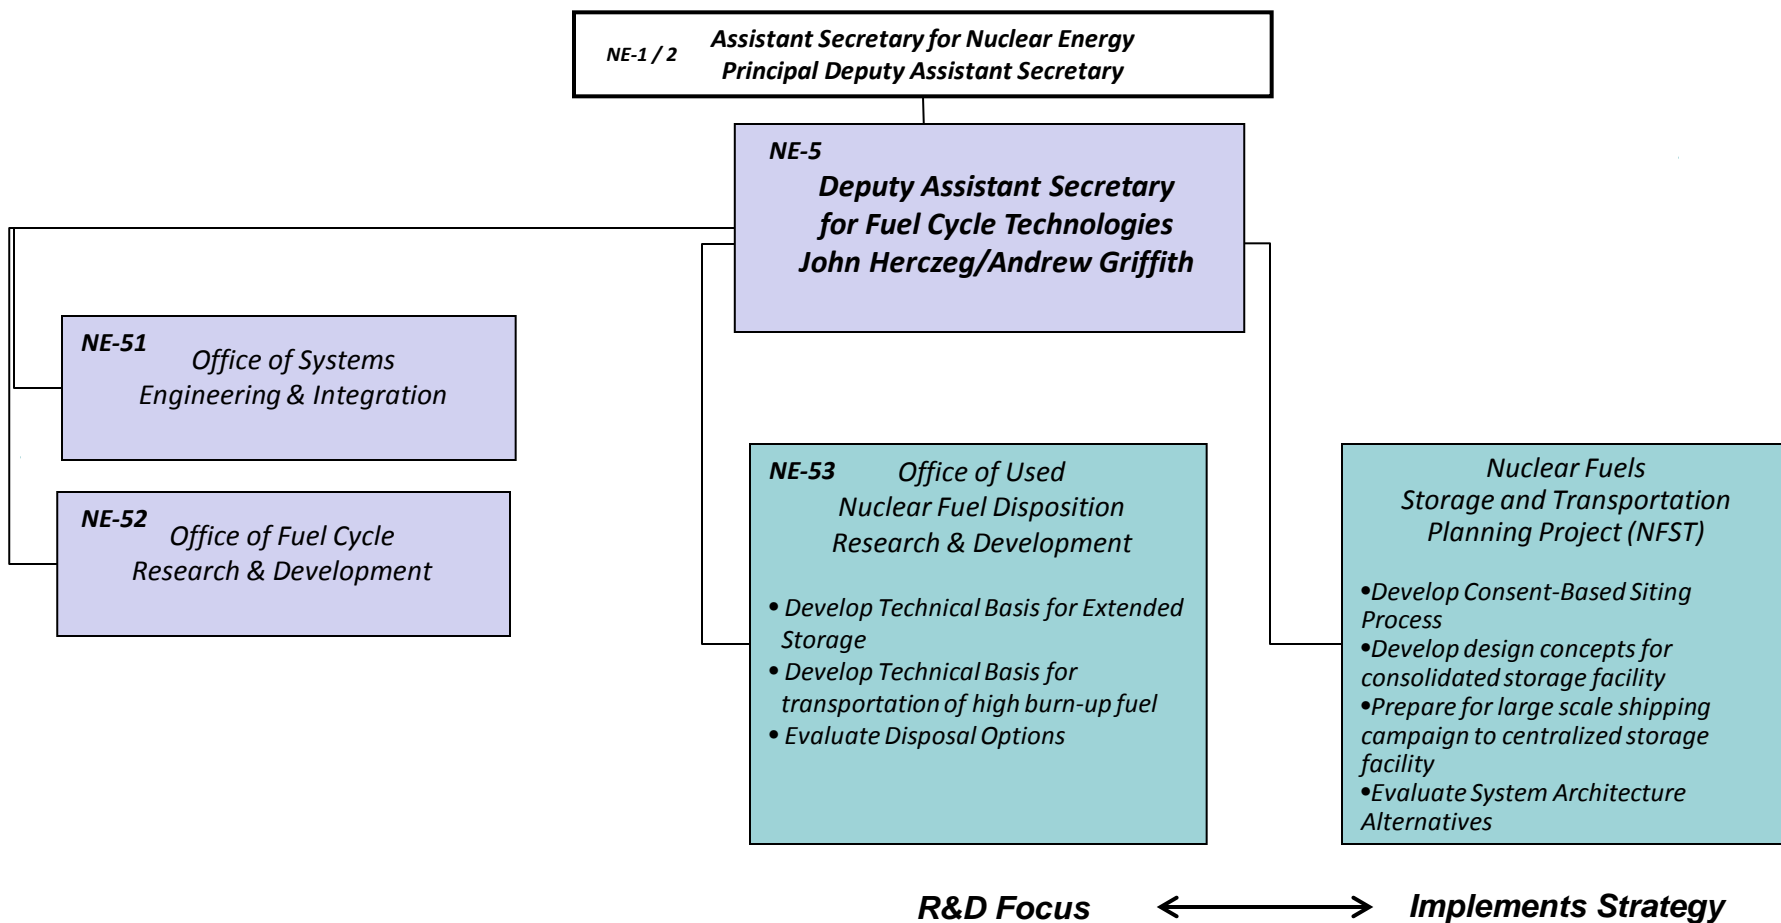 NE-1 / 2
Assistant Secretary for Nuclear Energy
Principal Deputy Assistant Secretary
NE-5
Deputy Assistant Secretary
for Fuel Cycle Technologies
John Herczeg/Andrew Griffith
NE-51
Office of Systems
Engineering & Integration
NE-52
Office of Fuel Cycle
Research & Development
NE-53
Office of Used
Nuclear Fuel Disposition
Research & Development
• Develop Technical Basis for Extended
Storage
• Develop Technical Basis for
transportation of high burn-up fuel
• Evaluate Disposal Options
Nuclear Fuels
Storage and Transportation
Planning Project (NFST)
•Develop Consent-Based Siting
Process
•Develop design concepts for
consolidated storage facility
•Prepare for large scale shipping
campaign to centralized storage
facility
•Evaluate System Architecture
Alternatives
R&D Focus
Implements Strategy